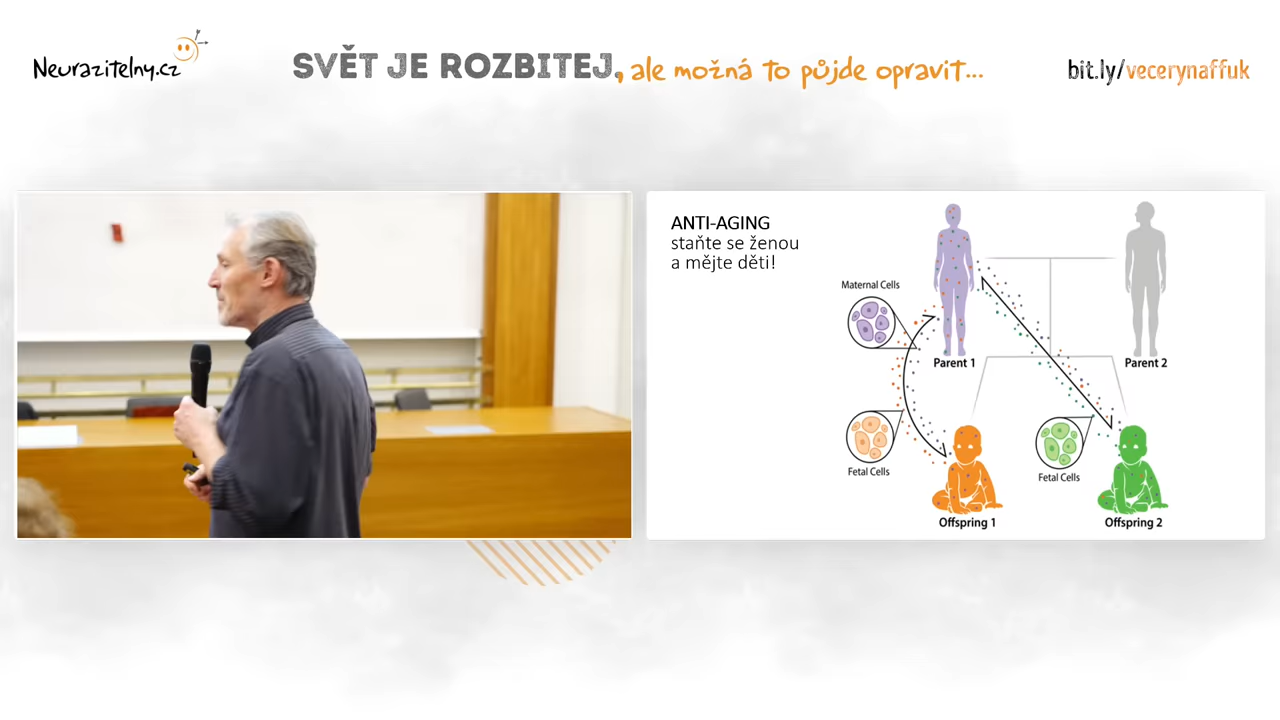 Neurazitelny.cz
SVĚT JE ROZBITEJ, ale možná to půjde opravit...
bit.ly/vecerynaffuk
ANTI-AGING
staňte se ženou
a mějte děti!
Maternal Cells
Parent 1
Parent 2
Fetal Cells
Fetal Cells
Offspring 1
Offspring 2